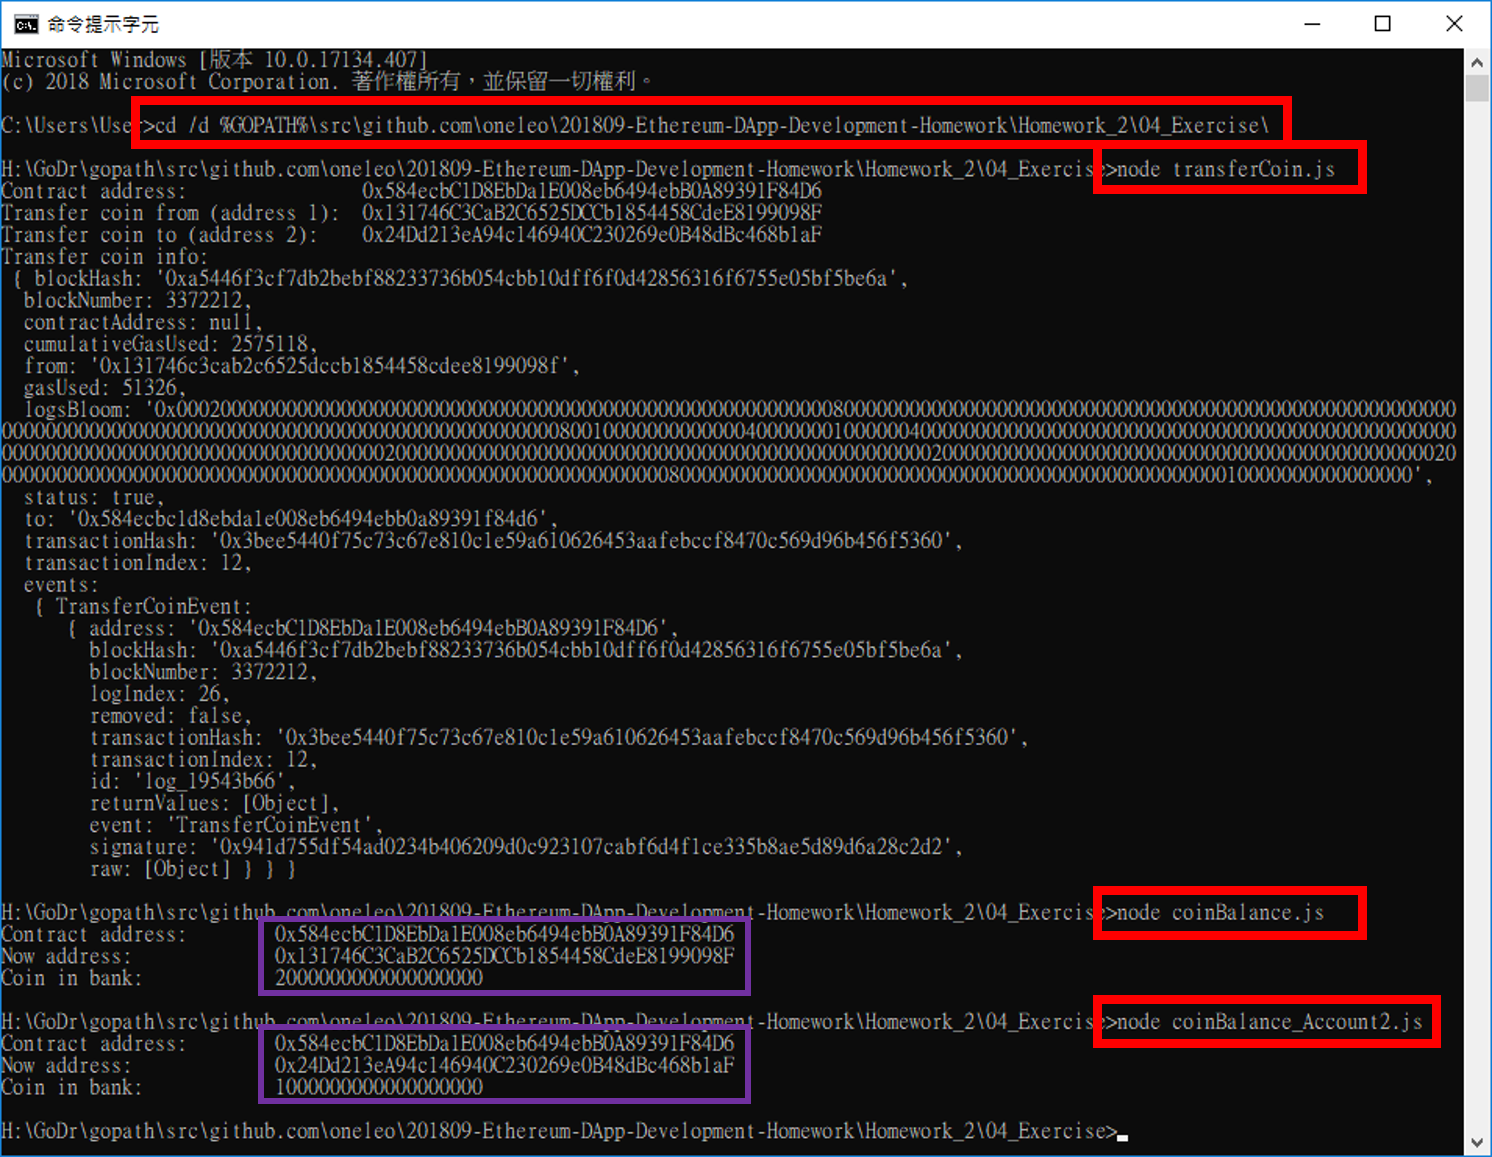 命令提示字元
Microsoft Windows [版本 10.0.17134.407]
(c) 2018 Microsoft Corporation. 著作權所有，並保留一切權利。
C:\Users\User>cd /d %GOPATH%\src\github.com\oneleo\201809-Ethereum-DApp-Development-Homework\Homework_2\04_Exercise\
H:\GoDr\gopath\src\github.com\oneleo\201809-Ethereum-DApp-Development-Homework\Homework_2\04_Exercise>node transferCoin.js
Contract address: 0x584ecbC1D8EbDa1E008eb6494ebB0A89391F84D6
Transfer coin from (address 1): 0x131746C3CaB2C6525DCCb1854458CdeE8199098F
Transfer coin to (address 2): 0x24Dd213eA94c146940C230269e0B48dBc468b1aF
Transfer coin info:
{ blockHash: '0xa5446f3cf7db2bebf88233736b054cbb10dff6f0d42856316f6755e05bf5be6a',
blockNumber: 3372212,
contractAddress: null,
cumulativeGasUsed: 2575118,
from: '0x131746c3cab2c6525dccb1854458cdee8199098f',
gasUsed: 51326,
logsBloom: '0x000200000000000000000000000000000000000000000000000000000000800000000000000000000000000000000000000000000000000000000
0000000000000000000000000000000000000000000000000008001000000000000040000000100000040000000000000000000000000000000000000000000000000
0000000000000000000000000000000000020000000000000000000000000000000000000000000000000200000000000000000000000000000000000000000000020
000000000000000000000000000000000000000000000000000000000000080000000000000000000000000000000000000000000000000010000000000000000',
status: true,
to: '0x584ecbc1d8ebda1e008eb6494ebb0a89391f84d6',
transactionHash: '0x3bee5440f75c73c67e810c1e59a610626453aafebccf8470c569d96b456f5360',
transactionIndex: 12,
events:
{ TransferCoinEvent:
{ address: '0x584ecbC1D8EbDa1E008eb6494ebB0A89391F84D6',
blockHash: '0xa5446f3cf7db2bebf88233736b054cbb10dff6f0d42856316f6755e05bf5be6a',
blockNumber: 3372212,
logIndex: 26,
removed: false,
transactionHash: '0x3bee5440f75c73c67e810c1e59a610626453aafebccf8470c569d96b456f5360',
transactionIndex: 12,
id: 'log_19543b66',
returnValues: [Object],
event: 'TransferCoinEvent',
signature: '0x941d755df54ad0234b406209d0c923107cabf6d4f1ce335b8ae5d89d6a28c2d2',
raw: [Object] } } }
H:\GoDr\gopath\src\github.com\oneleo\201809-Ethereum-DApp-Development-Homework\Homework_2\04_Exercise>node coinBalance.js
Contract address: 0x584ecbC1D8EbDa1E008eb6494ebB0A89391F84D6
Now address: 0x131746C3CaB2C6525DCCb1854458CdeE8199098F
Coin in bank: 2000000000000000000
H:\GoDr\gopath\src\github.com\oneleo\201809-Ethereum-DApp-Development-Homework\Homework_2\04_Exercise>node coinBalance_Account2.js
Contract address: 0x584ecbC1D8EbDa1E008eb6494ebB0A89391F84D6
Now address: 0x24Dd213eA94c146940C230269e0B48dBc468b1aF
Coin in bank: 1000000000000000000
H:\GoDr\gopath\src\github.com\oneleo\201809-Ethereum-DApp-Development-Homework\Homework_2\04_Exercise>